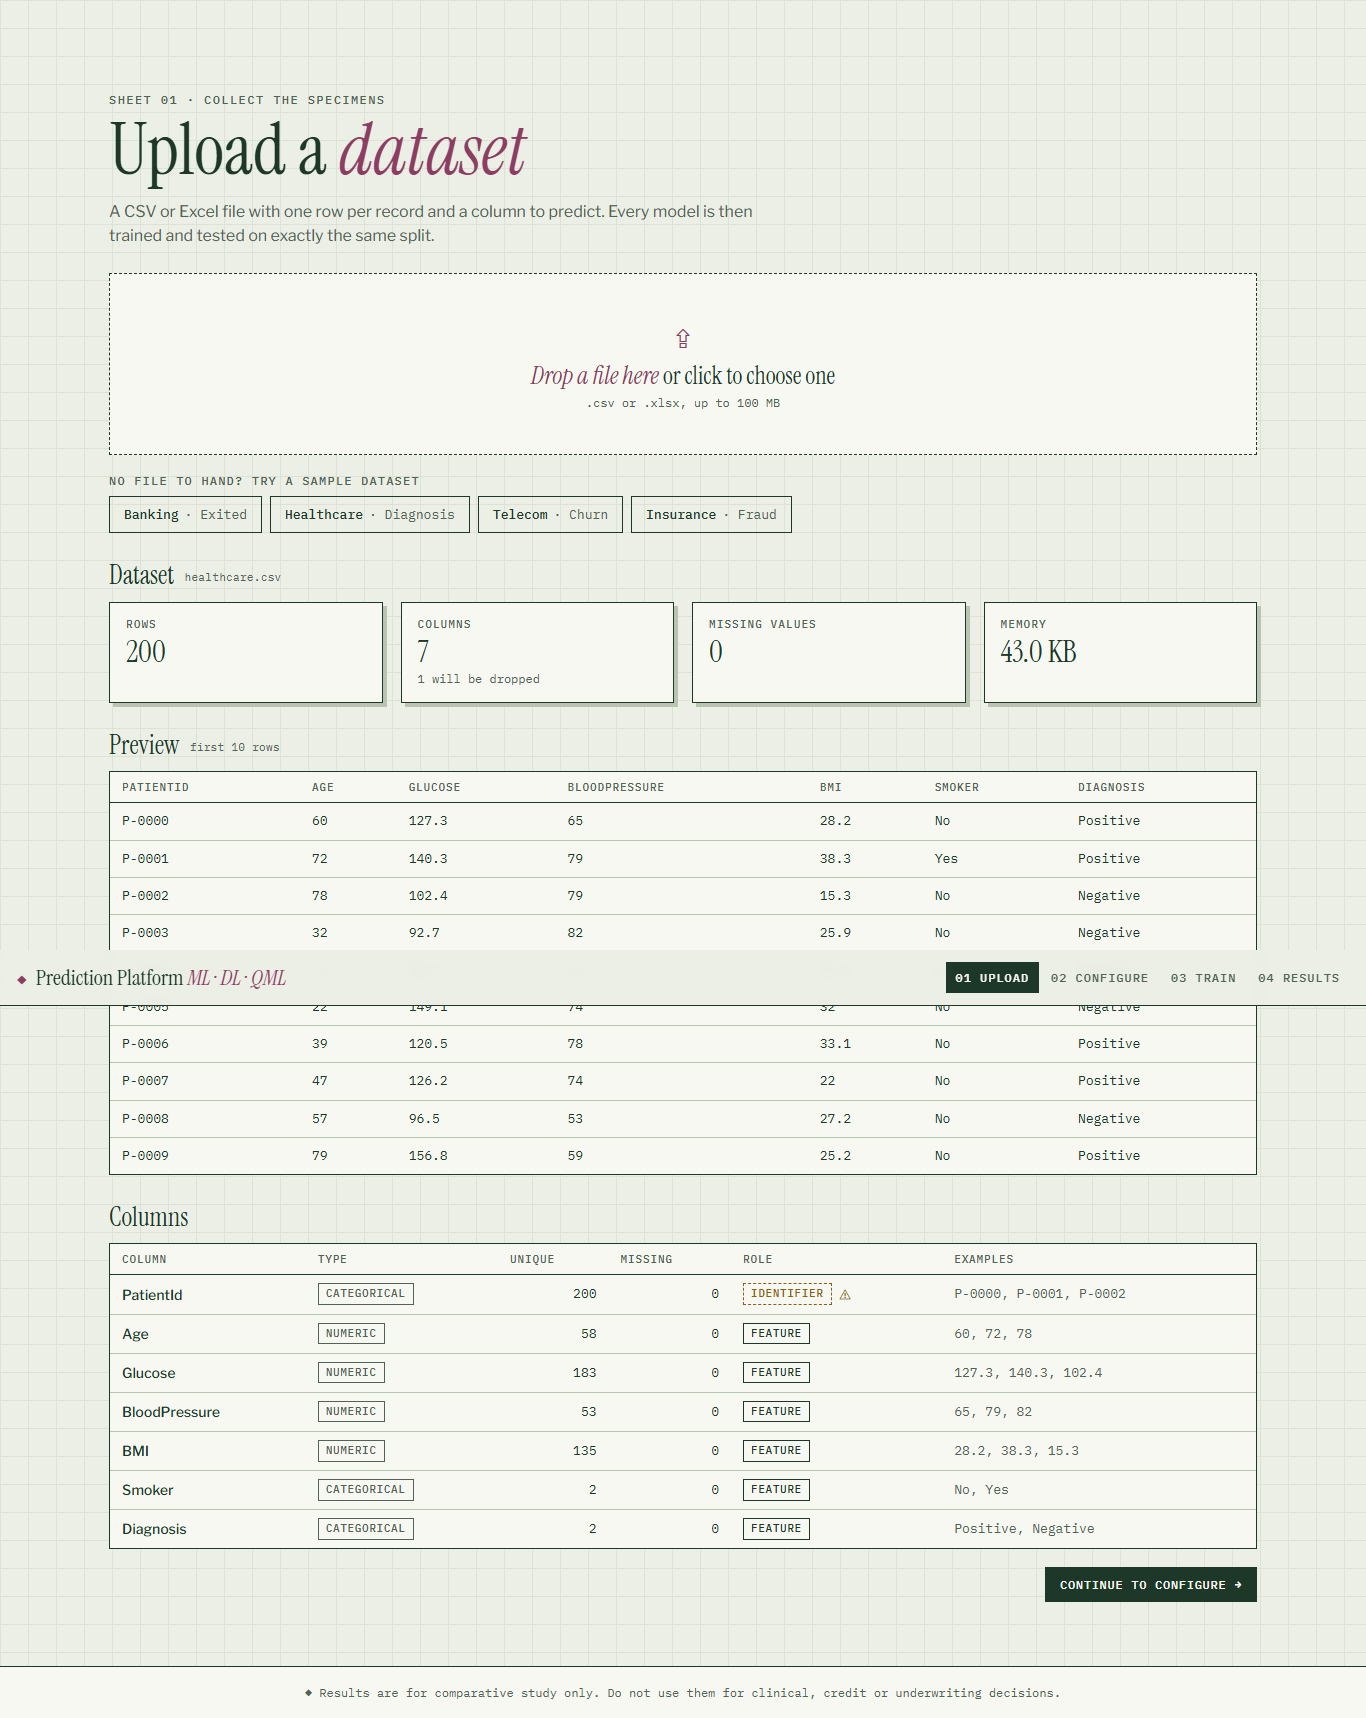 SHEET 01 · COLLECT THE SPECIMENS
Upload a dataset
A CSV or Excel file with one row per record and a column to predict. Every model is then
trained and tested on exactly the same split.
Drop a file here or click to choose one
.csv or .xlsx, up to 100 MB
NO FILE TO HAND? TRY A SAMPLE DATASET
Banking · Exited Healthcare · Diagnosis Telecom · Churn Insurance · Fraud
Dataset healthcare.csv
ROWS COLUMNS MISSING VALUES MEMORY
200 7 0 43.0 KB
1 will be dropped
Preview first 10 rows
PATIENTID AGE GLUCOSE BLOODPRESSURE BMI SMOKER DIAGNOSIS
P-0000 60 127.3 65 28.2 No Positive
P-0001 72 140.3 79 38.3 Yes Positive
P-0002 78 102.4 79 15.3 No Negative
P-0003 32 92.7 82 25.9 No Negative
◆ Prediction Platform ML · DL · QML 01 UPLOAD 02 CONFIGURE 03 TRAIN 04 RESULTS
P-0005 22 149.1 74 32 No Negative
P-0006 39 120.5 78 33.1 No Positive
P-0007 47 126.2 74 22 No Positive
P-0008 57 96.5 53 27.2 No Negative
P-0009 79 156.8 59 25.2 No Positive
Columns
COLUMN TYPE UNIQUE MISSING ROLE EXAMPLES
PatientId CATEGORICAL 200 0 IDENTIFIER ⚠ P-0000, P-0001, P-0002
Age NUMERIC 58 0 FEATURE 60, 72, 78
Glucose NUMERIC 183 0 FEATURE 127.3, 140.3, 102.4
BloodPressure NUMERIC 53 0 FEATURE 65, 79, 82
BMI NUMERIC 135 0 FEATURE 28.2, 38.3, 15.3
Smoker CATEGORICAL 2 0 FEATURE No, Yes
Diagnosis CATEGORICAL 2 0 FEATURE Positive, Negative
CONTINUE TO CONFIGURE →
◆ Results are for comparative study only. Do not use them for clinical, credit or underwriting decisions.